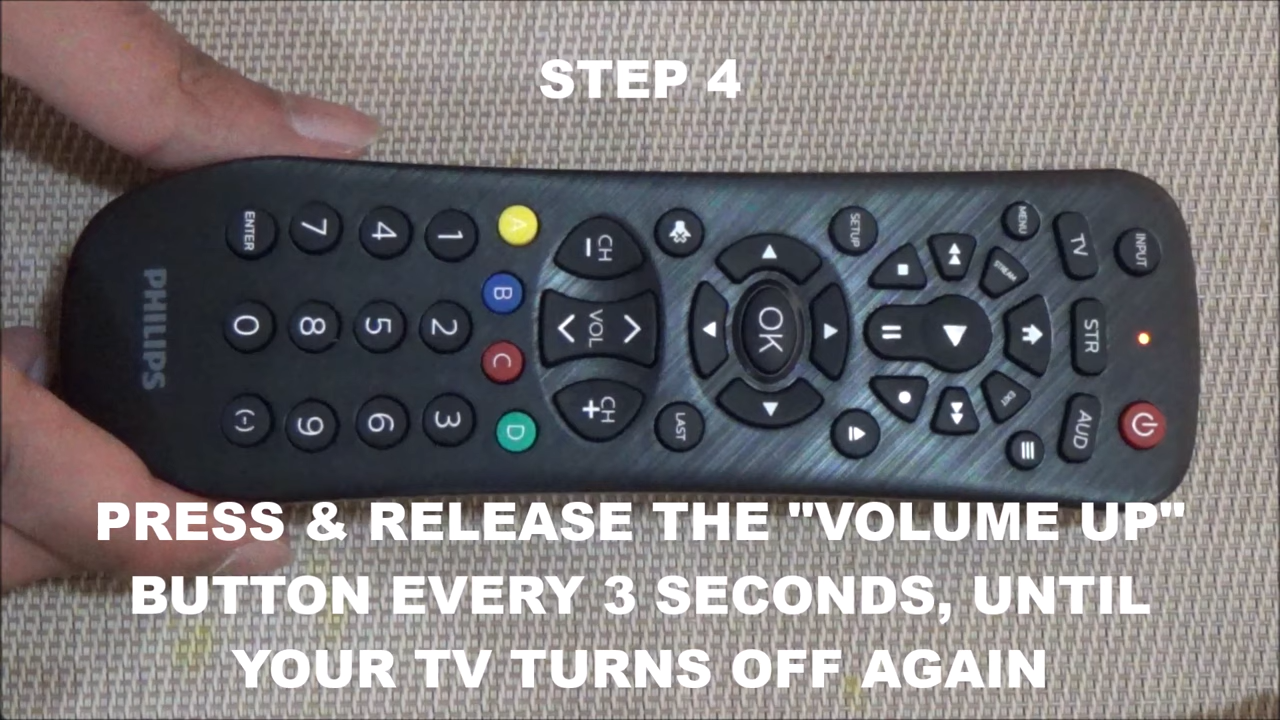 STEP 4
INPUT
TV
STR
AUD
MENU
STREAM
EXIT
SETUP
OK
LAST
CH
VOL
CH +
A
B
C
D
1
2
3
4
5
6
7
8
9
ENTER
0
(-)
PHILIPS
PRESS & RELEASE THE "VOLUME UP"
BUTTON EVERY 3 SECONDS, UNTIL
YOUR TV TURNS OFF AGAIN